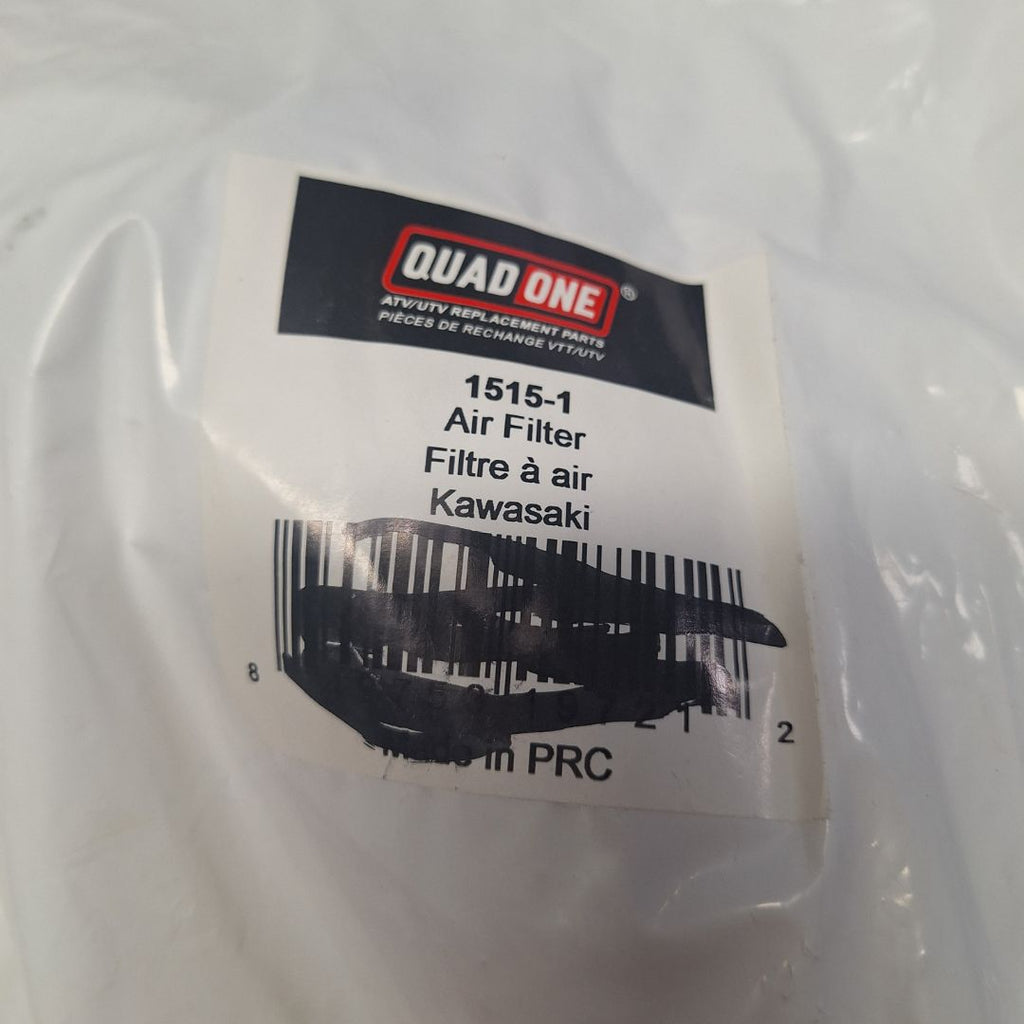 QUAD ONE ®
ATV/UTV REPLACEMENT PARTS
PIÈCES DE RECHANGE VTT/UTV
1515-1
Air Filter
Filtre à air
Kawasaki
8 2
Made in PRC